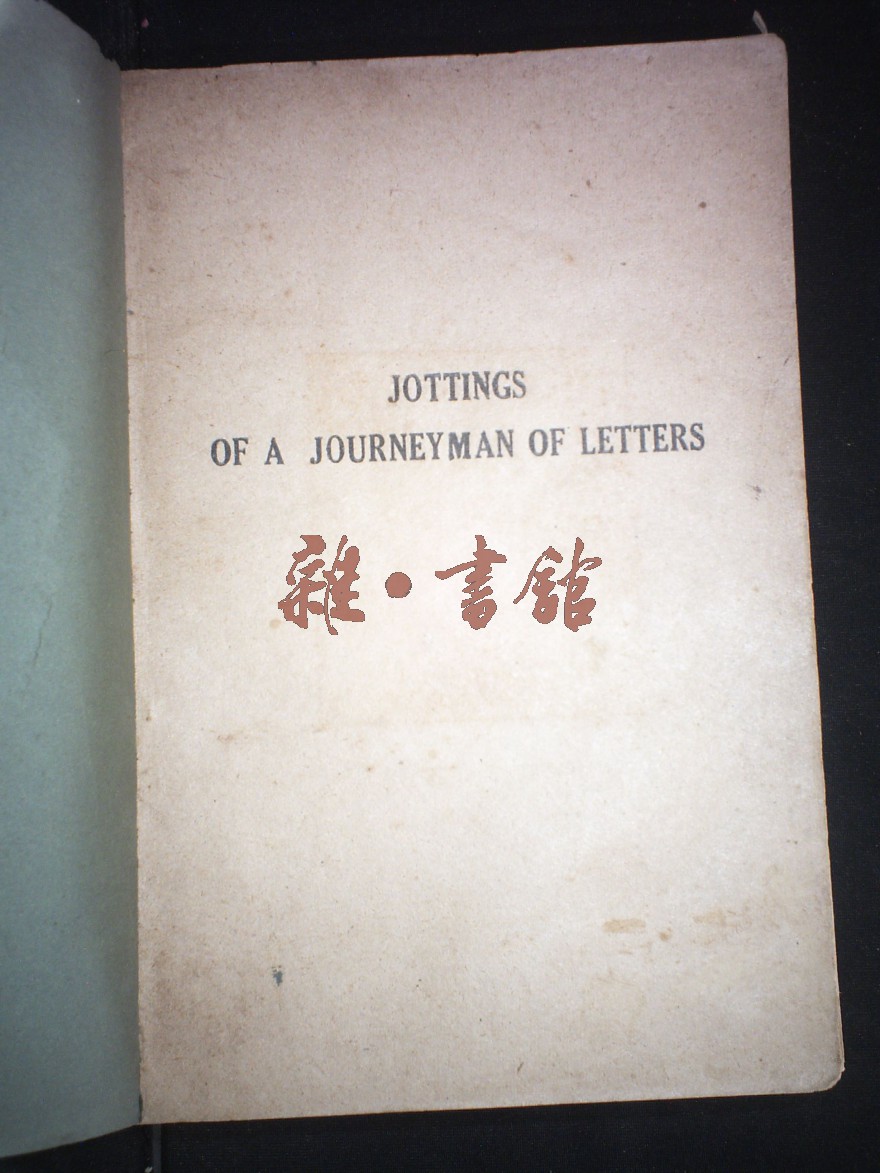 JOTTINGS
OF A JOURNEYMAN OF LETTERS
雜·書館